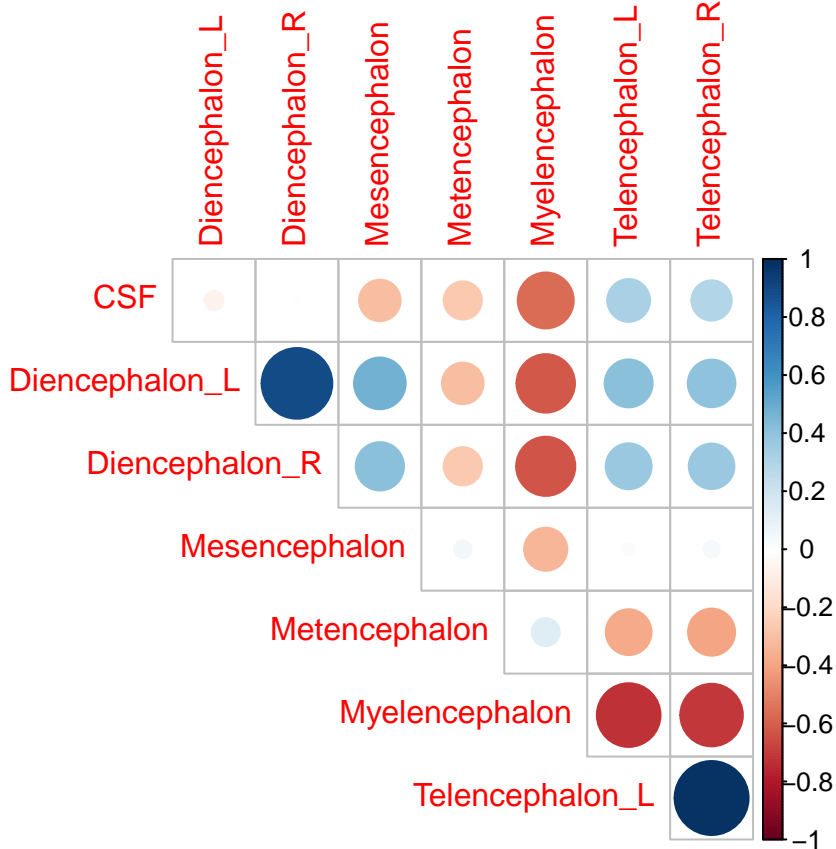 Diencephalon_L
Diencephalon_R
Mesencephalon
Metencephalon
Myelencephalon
Telencephalon_L
Telencephalon_R
CSF
Diencephalon_L
Diencephalon_R
Mesencephalon
Metencephalon
Myelencephalon
Telencephalon_L
1
0.8
0.6
0.4
0.2
0
−0.2
−0.4
−0.6
−0.8
−1